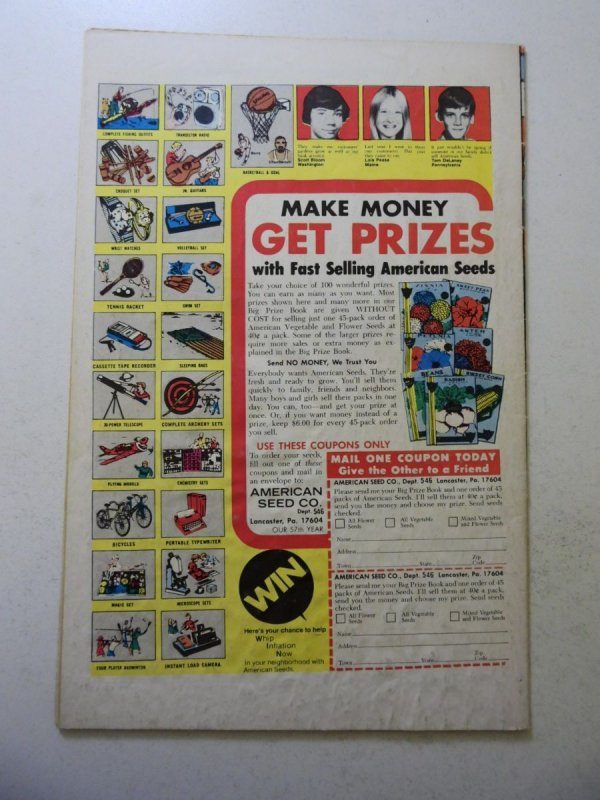 COMPLETE FISHING OUTFITS
TRANSISTOR RADIO
CROQUET SET
JR. GUITARS
WRIST WATCHES
VOLLEYBALL SET
TENNIS RACKET
SWIM SET
CASSETTE TAPE RECORDER
SLEEPING BAGS
30-POWER TELESCOPE
COMPLETE ARCHERY SETS
FLYING MODELS
CHEMISTRY SETS
BICYCLES
PORTABLE TYPEWRITER
MAGIC SET
MICROSCOPE SETS
FOUR PLAYER BADMINTON
INSTANT LOAD CAMERA
BASKETBALL & GOAL
Scott Bloom
Washington
Lois Pease
Maine
Tom DeLaney
Pennsylvania
MAKE MONEY
GET PRIZES
with Fast Selling American Seeds
Take your choice of 100 wonderful prizes.
You can earn as many as you want. Most
prizes shown here and many more in our
Big Prize Book are given WITHOUT
COST for selling just one 45-pack order of
American Vegetable and Flower Seeds at
40¢ a pack. Some of the larger prizes re-
quire more sales or extra money as ex-
plained in the Big Prize Book.
Send NO MONEY, We Trust You
Everybody wants American Seeds. They're
fresh and ready to grow. You'll sell them
quickly to family, friends and neighbors.
Many boys and girls sell their packs in one
day. You can, too—and get your prize at
once. Or, if you want money instead of a
prize, keep $6.00 for every 45-pack order
you sell.
ZINNIA
SWEET PEAS
ASTER
BEANS
RADISH
SWEET CORN
USE THESE COUPONS ONLY
To order your seeds,
fill out one of these
coupons and mail in
an envelope to:
AMERICAN
SEED CO.
Dept. 546
Lancaster, Pa. 17604
OUR 57th YEAR
MAIL ONE COUPON TODAY
Give the Other to a Friend
AMERICAN SEED CO., Dept. 546 Lancaster, Pa. 17604
Please send me your Big Prize Book and one order of 45
packs of American Seeds. I'll sell them at 40¢ a pack,
send you the money and choose my prize. Send seeds
checked.
All Flower Seeds
All Vegetable Seeds
Mixed Vegetable and Flower Seeds
Name
Address
Town State Zip Code
AMERICAN SEED CO., Dept. 546 Lancaster, Pa. 17604
Please send me your Big Prize Book and one order of 45
packs of American Seeds. I'll sell them at 40¢ a pack,
send you the money and choose my prize. Send seeds
checked.
All Flower Seeds
All Vegetable Seeds
Mixed Vegetable and Flower Seeds
Name
Address
Town State Zip Code
WIN
Here's your chance to help
Whip
Inflation
Now
in your neighborhood with
American Seeds.